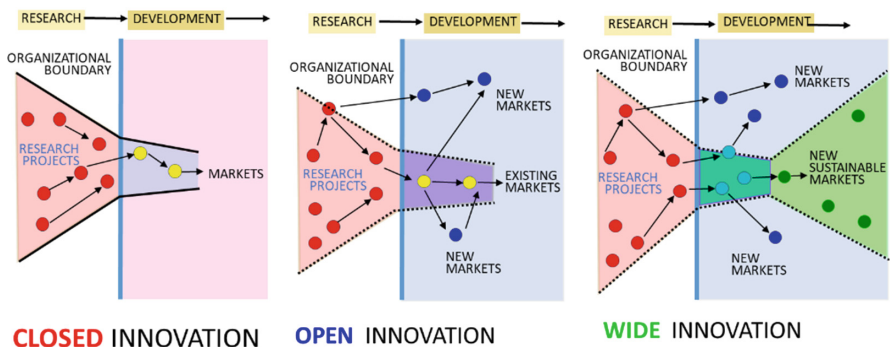 RESEARCH DEVELOPMENT
ORGANIZATIONAL
BOUNDARY
RESEARCH
PROJECTS
MARKETS
CLOSED INNOVATION
RESEARCH DEVELOPMENT
ORGANIZATIONAL
BOUNDARY
NEW
MARKETS
RESEARCH
PROJECTS
EXISTING
MARKETS
NEW
MARKETS
OPEN INNOVATION
RESEARCH DEVELOPMENT
ORGANIZATIONAL
BOUNDARY
NEW
MARKETS
RESEARCH
PROJECTS
NEW
SUSTAINABLE
MARKETS
NEW
MARKETS
WIDE INNOVATION